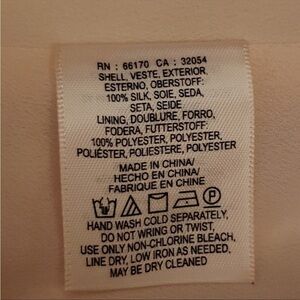 RN : 66170 CA : 32054
SHELL, VESTE, EXTERIOR,
ESTERNO, OBERSTOFF:
100% SILK, SOIE, SEDA,
SETA, SEIDE
LINING, DOUBLURE, FORRO,
FODERA, FUTTERSTOFF:
100% POLYESTER, POLYESTER,
POLIÉSTER, POLIESTERE, POLYESTER
MADE IN CHINA/
HECHO EN CHINA/
FABRIQUE EN CHINE
HAND WASH COLD SEPARATELY,
DO NOT WRING OR TWIST,
USE ONLY NON-CHLORINE BLEACH,
LINE DRY, LOW IRON AS NEEDED,
MAY BE DRY CLEANED